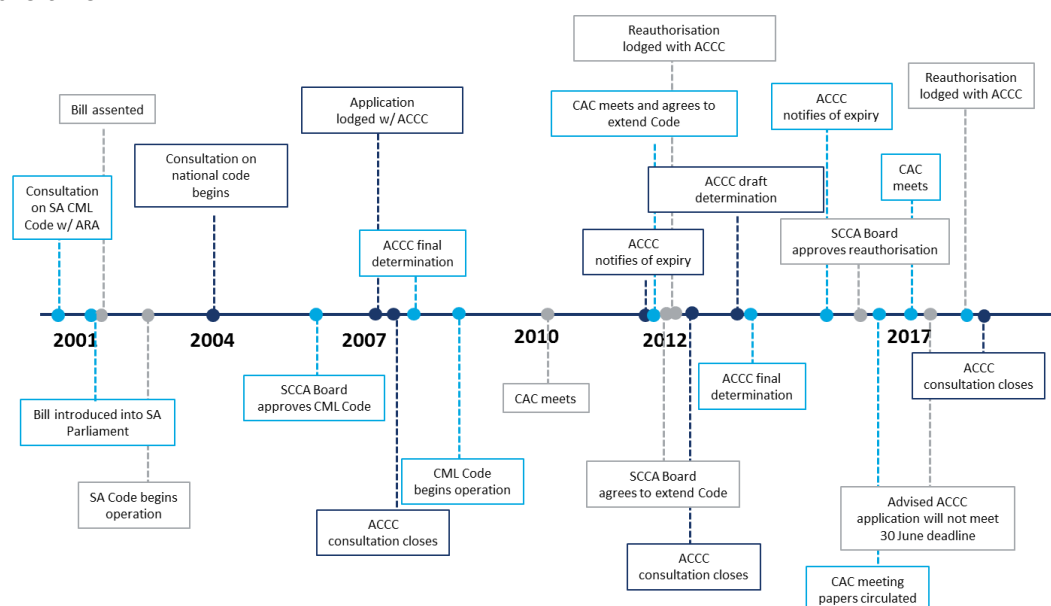 Reauthorisation
lodged with ACCC
Bill assented
Application
lodged w/ ACCC
CAC meets and agrees to
extend Code
ACCC
notifies of expiry
Reauthorisation
lodged with ACCC
Consultation on
national code
begins
Consultation
on SA CML
Code w/ ARA
ACCC draft
determination
CAC
meets
ACCC final
determination
ACCC
notifies of expiry
SCCA Board
approves reauthorisation
2001
2004
2007
2010
2012
2017
Bill introduced into SA
Parliament
SCCA Board
approves CML Code
CAC meets
ACCC final
determination
ACCC
consultation closes
SA Code begins
operation
CML Code
begins operation
SCCA Board
agrees to extend Code
Advised ACCC
application will not meet
30 June deadline
ACCC
consultation closes
ACCC
consultation closes
CAC meeting
papers circulated